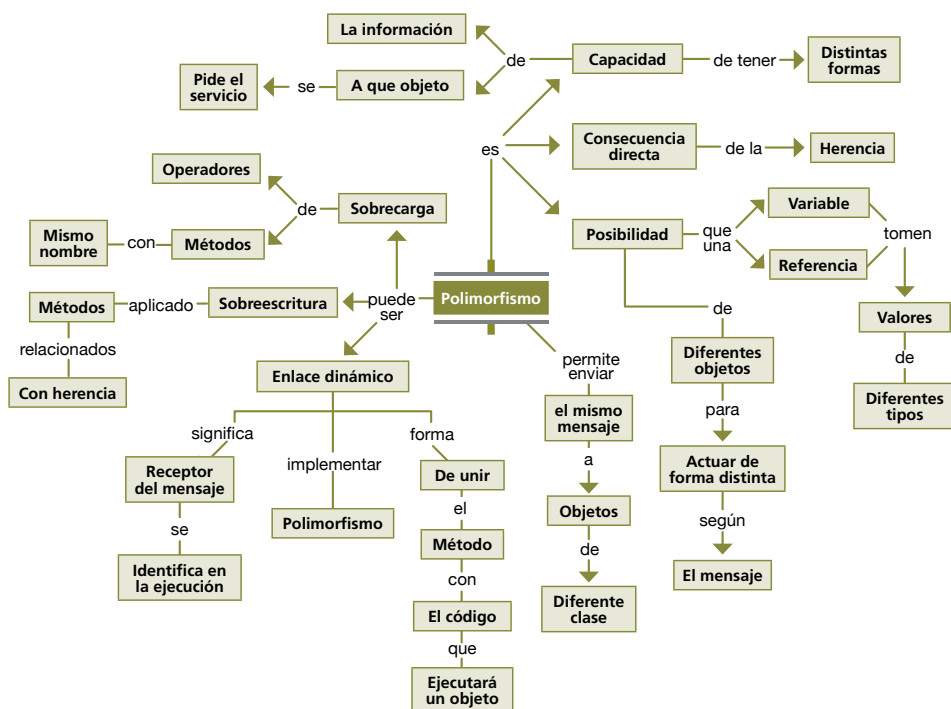 La información
de
Capacidad
de tener
Distintas
formas
Pide el
servicio
se
A que objeto
es
Consecuencia
directa
de la
Herencia
Operadores
de
Sobrecarga
Mismo
nombre
con
Métodos
Posibilidad
que
una
Variable
Referencia
tomen
Valores
de
Diferentes
tipos
Polimorfismo
puede
ser
Sobreescritura
aplicado
Métodos
relacionados
Con herencia
Enlace dinámico
significa
Receptor
del mensaje
se
Identifica en
la ejecución
implementar
Polimorfismo
forma
De unir
el
Método
con
El código
que
Ejecutará
un objeto
permite
enviar
el mismo
mensaje
a
Objetos
de
Diferente
clase
de
Diferentes
objetos
para
Actuar de
forma distinta
según
El mensaje